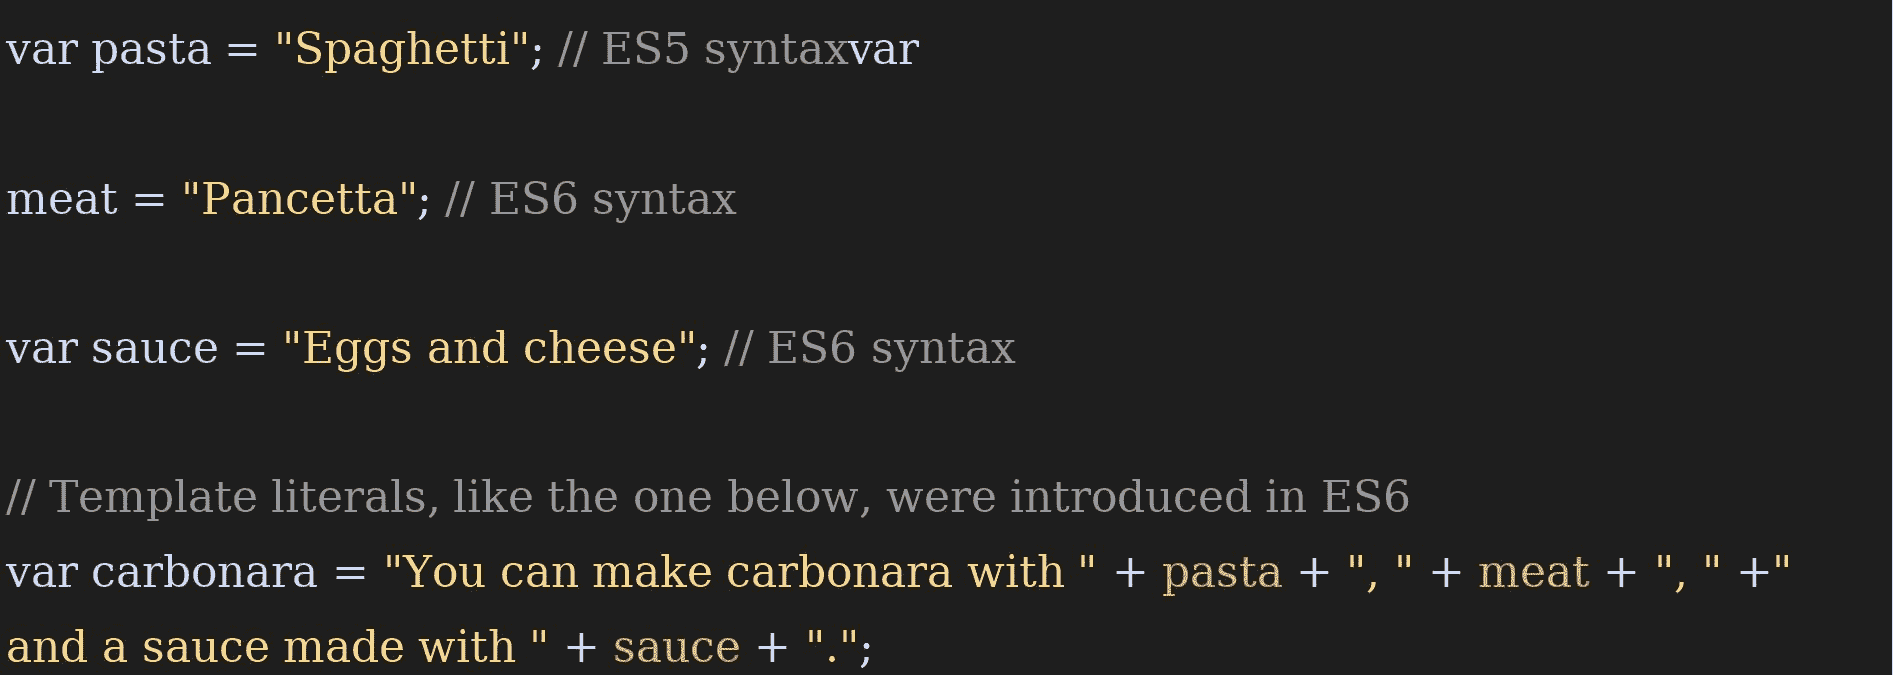 var pasta = "Spaghetti"; // ES5 syntaxvar
meat = "Pancetta"; // ES6 syntax
var sauce = "Eggs and cheese"; // ES6 syntax
// Template literals, like the one below, were introduced in ES6
var carbonara = "You can make carbonara with " + pasta + ", " + meat + ", " +"
and a sauce made with " + sauce + ".";